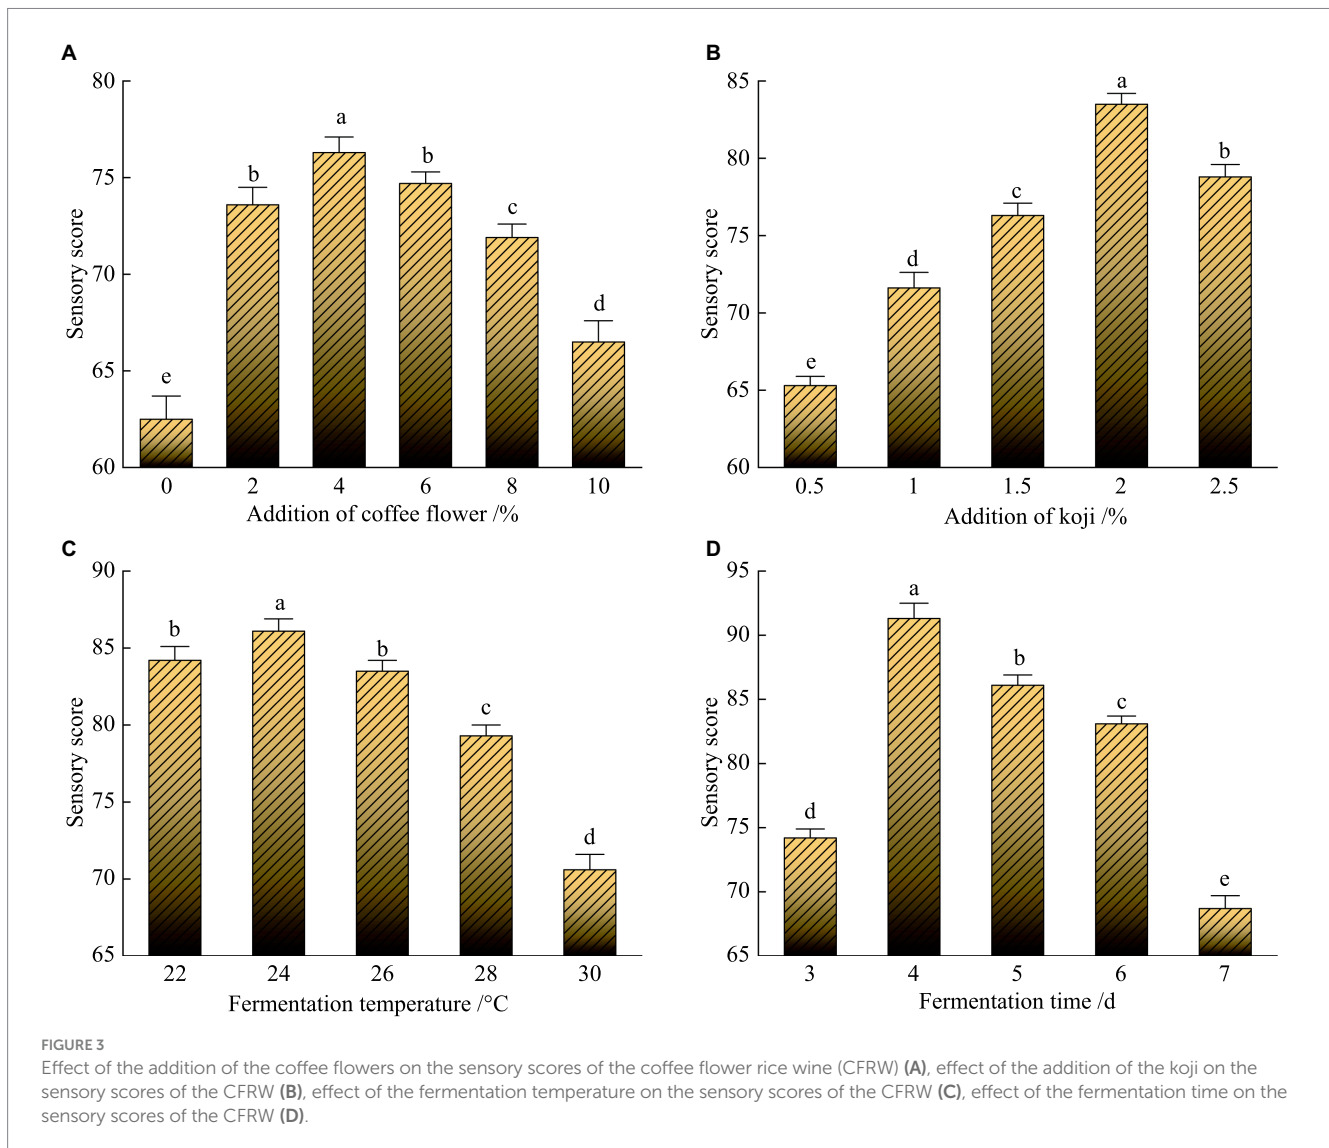 A
80
75
70
65
60
Sensory score
e
b
a
b
c
d
0 2 4 6 8 10
Addition of coffee flower /%
B
85
80
75
70
65
60
Sensory score
e
d
c
a
b
0.5 1 1.5 2 2.5
Addition of koji /%
C
90
85
80
75
70
65
Sensory score
b
a
b
c
d
22 24 26 28 30
Fermentation temperature /°C
D
95
90
85
80
75
70
65
Sensory score
d
a
b
c
e
3 4 5 6 7
Fermentation time /d
FIGURE 3
Effect of the addition of the coffee flowers on the sensory scores of the coffee flower rice wine (CFRW) (A), effect of the addition of the koji on the
sensory scores of the CFRW (B), effect of the fermentation temperature on the sensory scores of the CFRW (C), effect of the fermentation time on the
sensory scores of the CFRW (D).